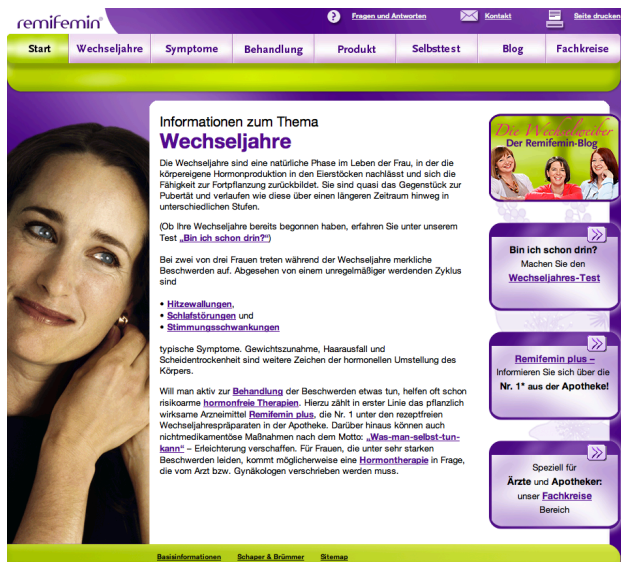 remifemin®
Fragen und Antworten
Kontakt
Seite drucken
Start
Wechseljahre
Symptome
Behandlung
Produkt
Selbsttest
Blog
Fachkreise
Informationen zum Thema
Wechseljahre
Die Wechseljahre sind eine natürliche Phase im Leben der Frau, in der die
körpereigene Hormonproduktion in den Eierstöcken nachlässt und sich die
Fähigkeit zur Fortpflanzung zurückbildet. Sie sind quasi das Gegenstück zur
Pubertät und verlaufen wie diese über einen längeren Zeitraum hinweg in
unterschiedlichen Stufen.
(Ob Ihre Wechseljahre bereits begonnen haben, erfahren Sie unter unserem
Test „Bin ich schon drin?“)
Bei zwei von drei Frauen treten während der Wechseljahre merkliche
Beschwerden auf. Abgesehen von einem unregelmäßiger werdenden Zyklus
sind
• Hitzewallungen,
• Schlafstörungen und
• Stimmungsschwankungen
typische Symptome. Gewichtszunahme, Haarausfall und
Scheidentrockenheit sind weitere Zeichen der hormonellen Umstellung des
Körpers.
Will man aktiv zur Behandlung der Beschwerden etwas tun, helfen oft schon
risikoarme hormonfreie Therapien. Hierzu zählt in erster Linie das pflanzlich
wirksame Arzneimittel Remifemin plus, die Nr. 1 unter den rezeptfreien
Wechseljahrespräparaten in der Apotheke. Darüber hinaus können auch
nichtmedikamentöse Maßnahmen nach dem Motto: „Was-man-selbst-tun-
kann“ – Erleichterung verschaffen. Für Frauen, die unter sehr starken
Beschwerden leiden, kommt möglicherweise eine Hormontherapie in Frage,
die vom Arzt bzw. Gynäkologen verschrieben werden muss.
Die Wechselweiber
Der Remifemin-Blog
Bin ich schon drin?
Machen Sie den
Wechseljahres-Test
Remifemin plus –
Informieren Sie sich über die
Nr. 1* aus der Apotheke!
Speziell für
Ärzte und Apotheker:
unser Fachkreise
Bereich
Basisinformationen
Schaper & Brümmer
Sitemap